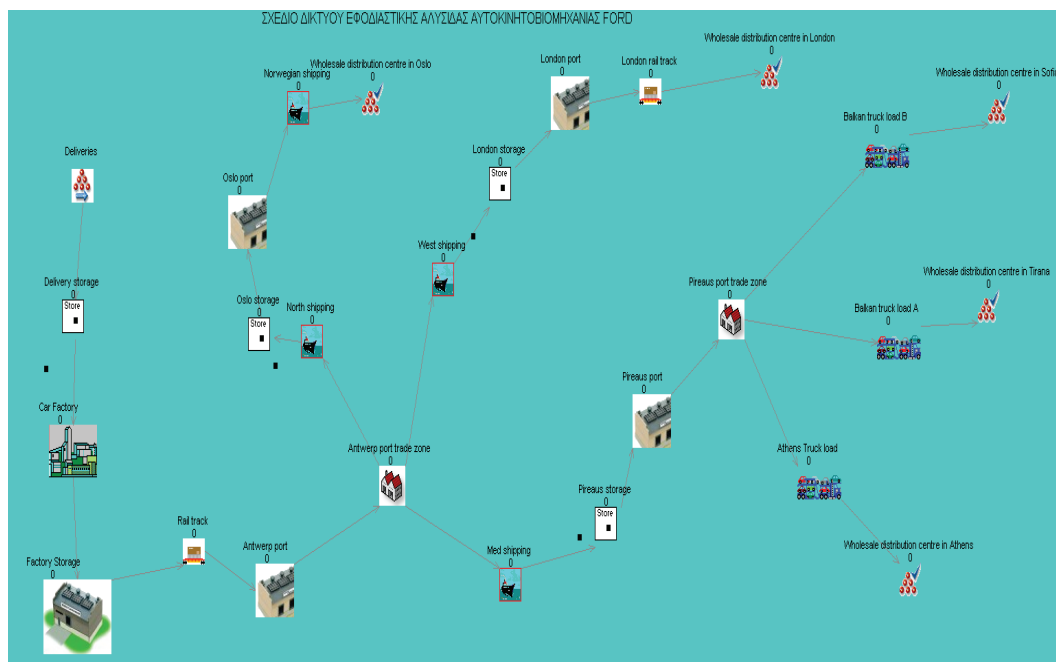 ΣΧΕΔΙΟ ΔΙΚΤΥΟΥ ΕΦΟΔΙΑΣΤΙΚΗΣ ΑΛΥΣΙΔΑΣ ΑΥΤΟΚΙΝΗΤΟΒΙΟΜΗΧΑΝΙΑΣ FORD
Deliveries
Delivery storage
0
Store
Car Factory
0
Factory Storage
0
Rail track
0
Antwerp port
0
Antwerp port trade zone
0
North shipping
0
Oslo storage
0
Store
Oslo port
0
Norwegian shipping
0
Wholesale distribution centre in Oslo
0
West shipping
0
London storage
0
Store
London port
0
London rail track
0
Wholesale distribution centre in London
0
Med shipping
0
Pireaus storage
0
Store
Pireaus port
0
Pireaus port trade zone
0
Balkan truck load B
0
Wholesale distribution centre in Sofia
0
Balkan truck load A
0
Wholesale distribution centre in Tirana
0
Athens Truck load
0
Wholesale distribution centre in Athens
0